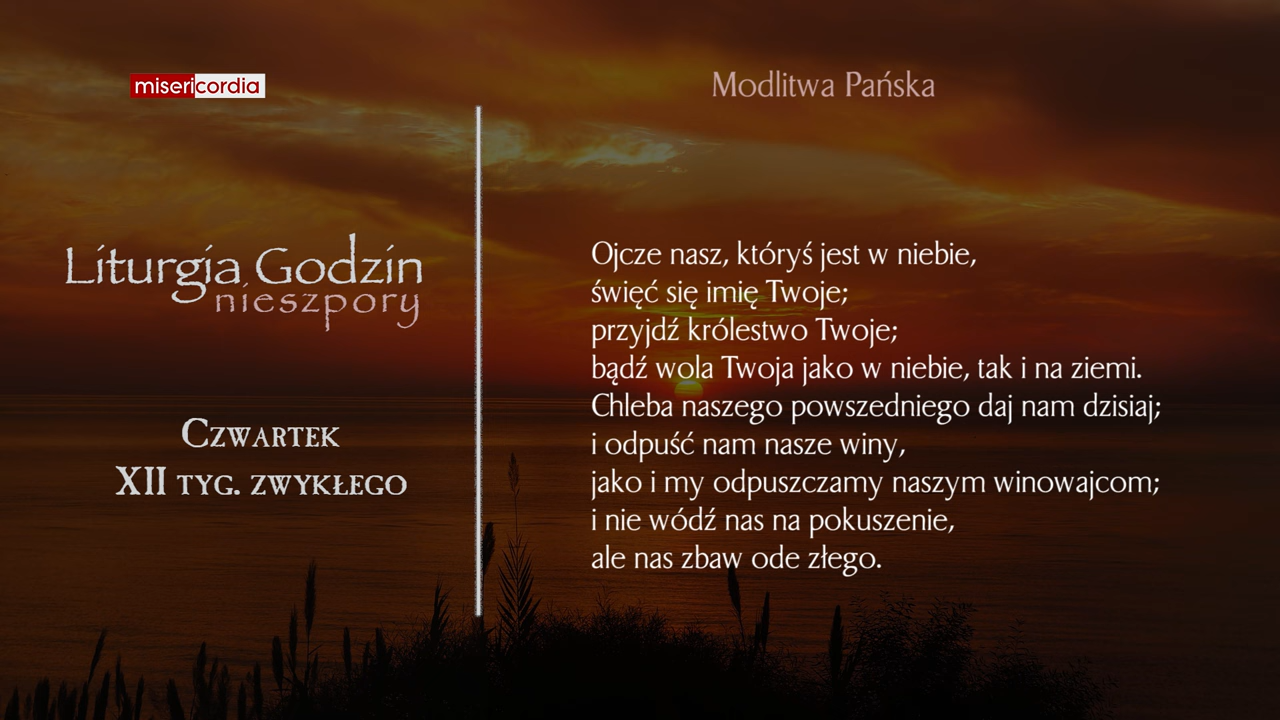 misericordia
Liturgia Godzin
nieszpory
Czwartek
XII tyg. zwykłego
Modlitwa Pańska
Ojcze nasz, któryś jest w niebie,
święć się imię Twoje;
przyjdź królestwo Twoje;
bądź wola Twoja jako w niebie, tak i na ziemi.
Chleba naszego powszedniego daj nam dzisiaj;
i odpuść nam nasze winy,
jako i my odpuszczamy naszym winowajcom;
i nie wódź nas na pokuszenie,
ale nas zbaw ode złego.